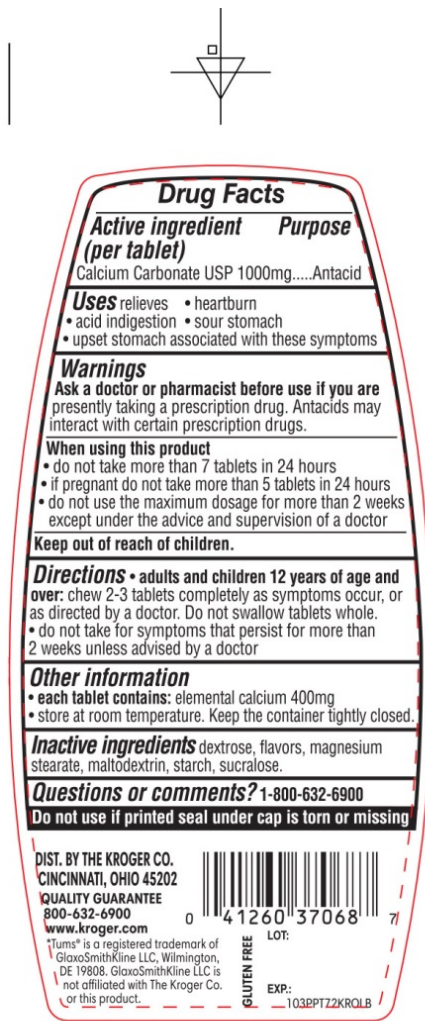 Drug Facts
Active ingredient Purpose
(per tablet)
Calcium Carbonate USP 1000mg.....Antacid
Uses relieves • heartburn
• acid indigestion • sour stomach
• upset stomach associated with these symptoms
Warnings
Ask a doctor or pharmacist before use if you are
presently taking a prescription drug. Antacids may
interact with certain prescription drugs.
When using this product
• do not take more than 7 tablets in 24 hours
• if pregnant do not take more than 5 tablets in 24 hours
• do not use the maximum dosage for more than 2 weeks
except under the advice and supervision of a doctor
Keep out of reach of children.
Directions • adults and children 12 years of age and
over: chew 2-3 tablets completely as symptoms occur, or
as directed by a doctor. Do not swallow tablets whole.
• do not take for symptoms that persist for more than
2 weeks unless advised by a doctor
Other information
• each tablet contains: elemental calcium 400mg
• store at room temperature. Keep the container tightly closed.
Inactive ingredients dextrose, flavors, magnesium
stearate, maltodextrin, starch, sucralose.
Questions or comments? 1-800-632-6900
Do not use if printed seal under cap is torn or missing
DIST. BY THE KROGER CO.
CINCINNATI, OHIO 45202
QUALITY GUARANTEE
800-632-6900
www.kroger.com
*Tums® is a registered trademark of
GlaxoSmithKline LLC, Wilmington,
DE 19808. GlaxoSmithKline LLC is
not affiliated with The Kroger Co.
or this product.
0 41260 37068 7
GLUTEN FREE
LOT:
EXP.:
103PPTZ2KROLB